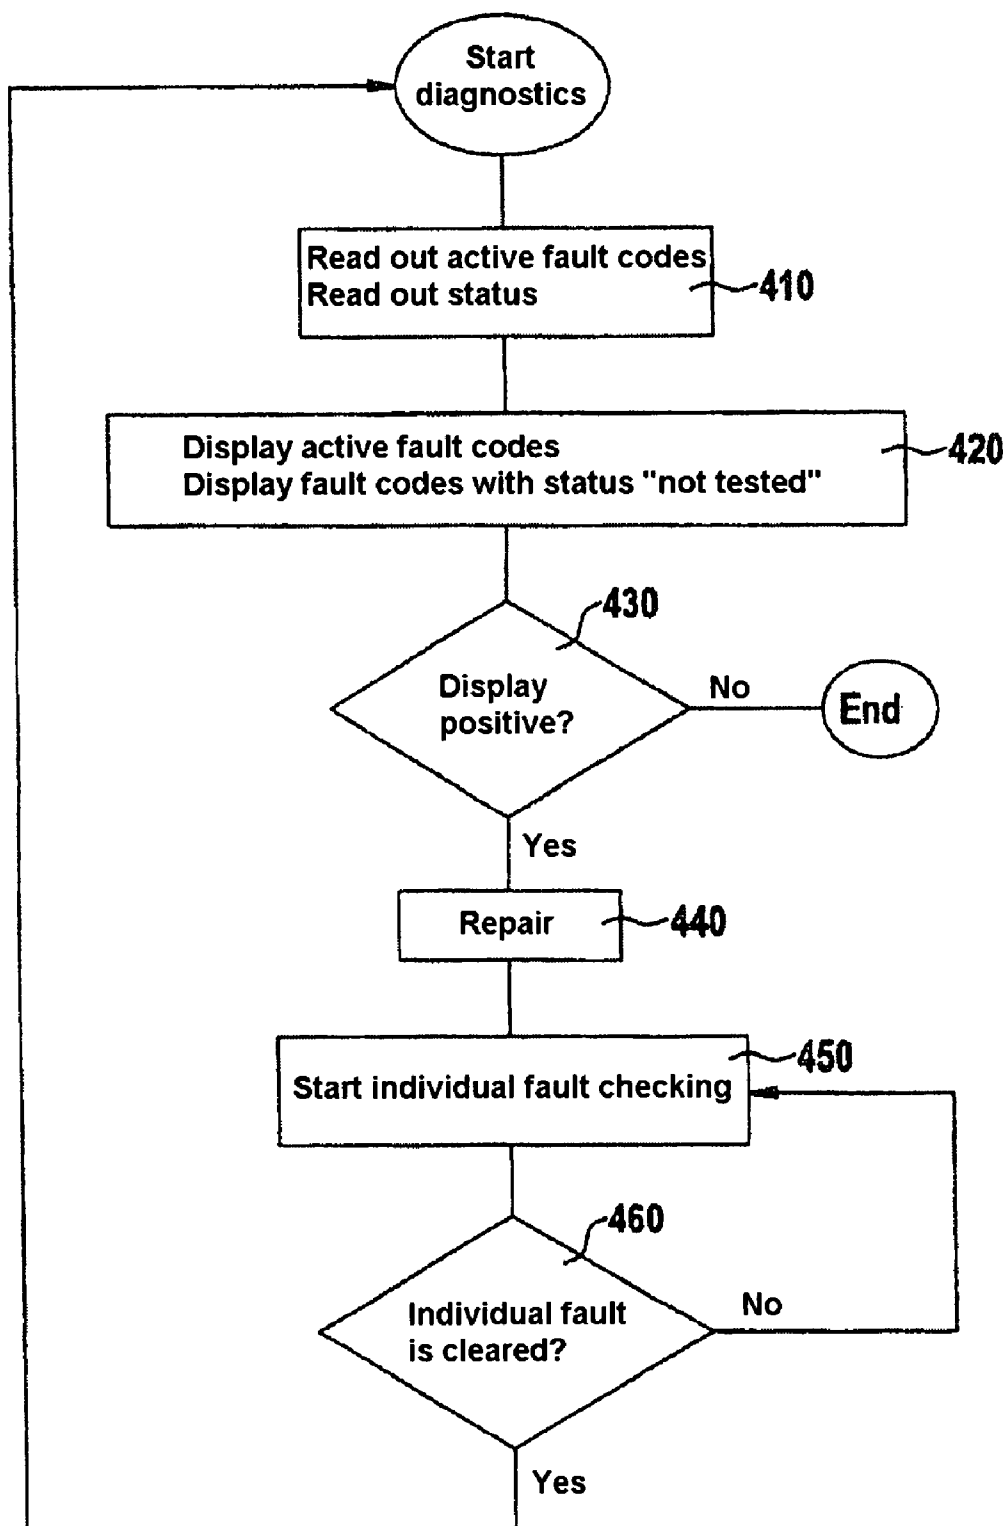 Start
diagnostics
Read out active fault codes
Read out status
410
Display active fault codes
Display fault codes with status "not tested"
420
430
Display
positive?
No
End
Yes
Repair
440
450
Start individual fault checking
460
Individual fault
is cleared?
No
Yes